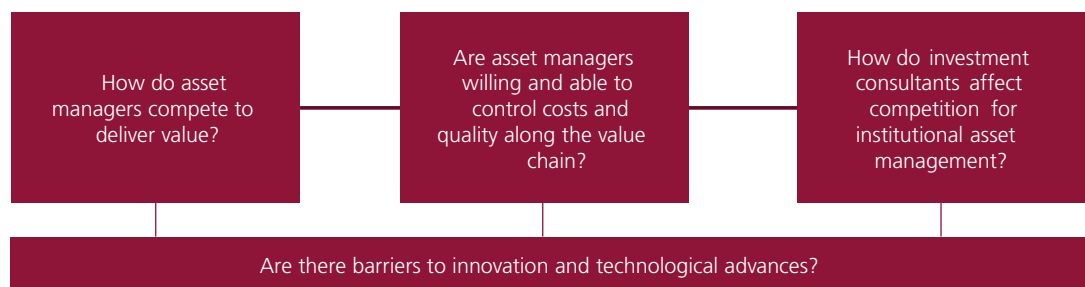 How do asset
managers compete to
deliver value?
Are asset managers
willing and able to
control costs and
quality along the value
chain?
How do investment
consultants affect
competition for
institutional asset
management?
Are there barriers to innovation and technological advances?